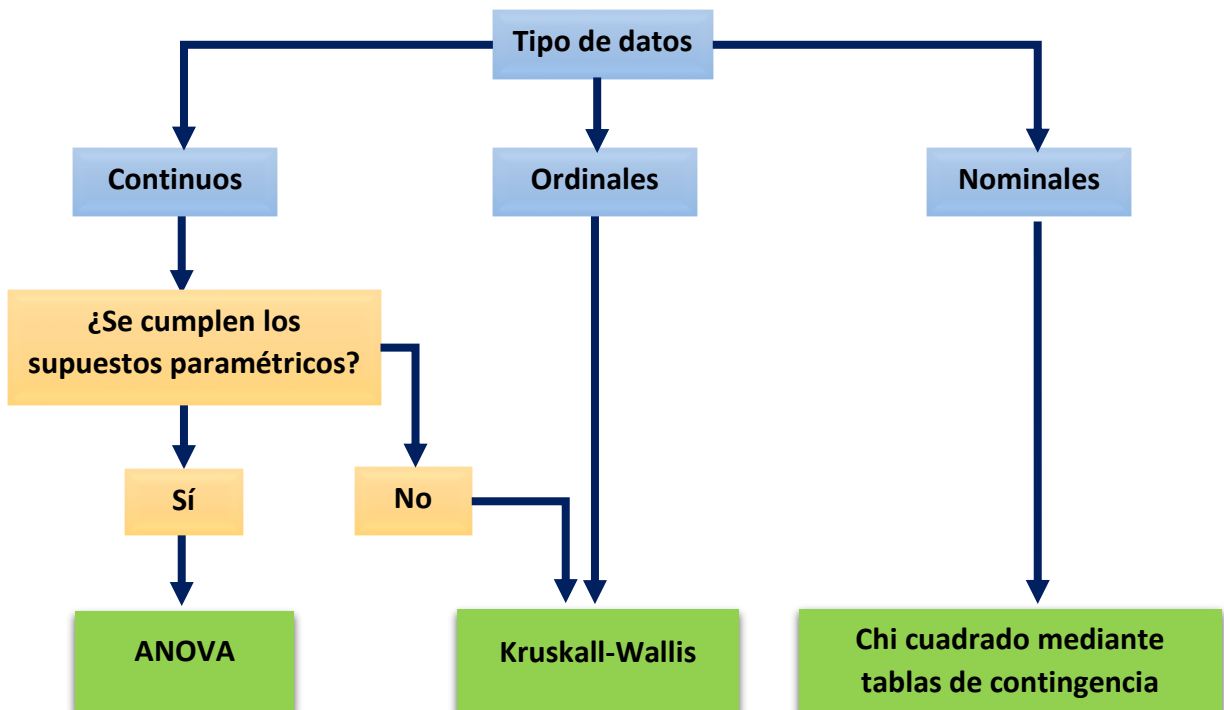 Tipo de datos
Continuos
Ordinales
Nominales
¿Se cumplen los
supuestos paramétricos?
Sí
No
ANOVA
Kruskall-Wallis
Chi cuadrado mediante
tablas de contingencia